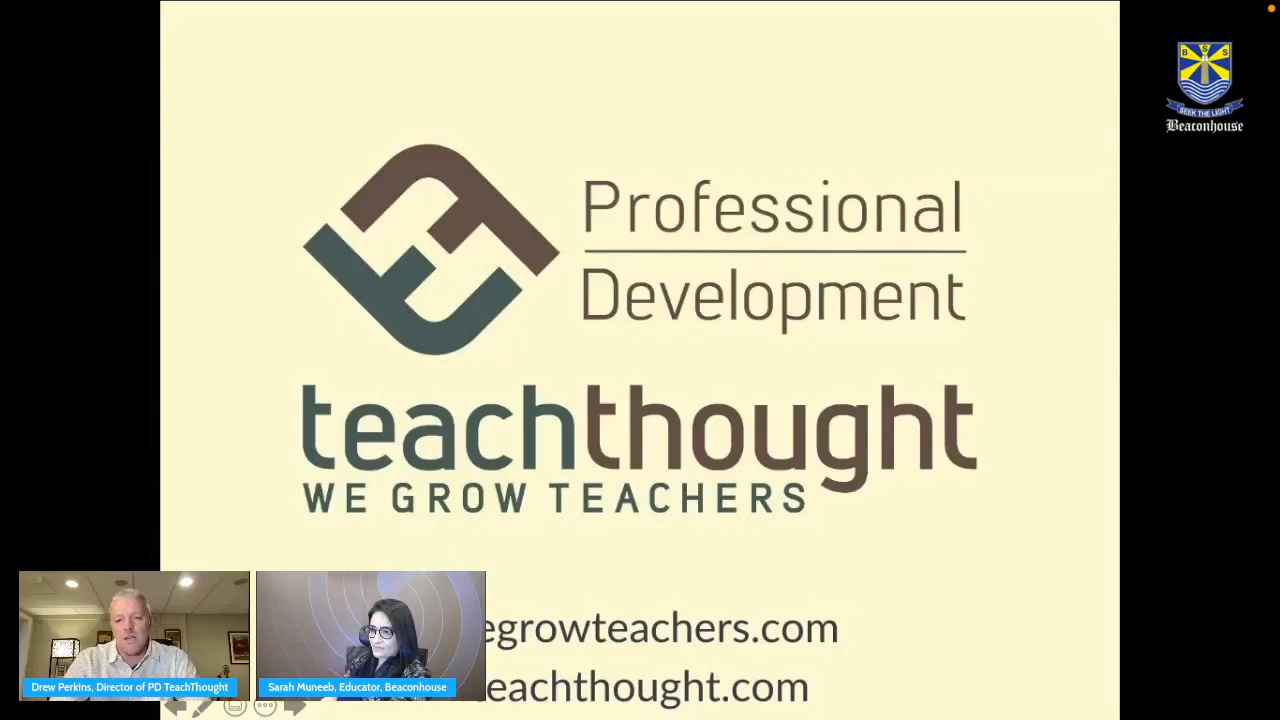 B S S
SEEK THE LIGHT
Beaconhouse
Professional
Development
teachthought
WE GROW TEACHERS
egrowteachers.com
eachthought.com
Drew Perkins, Director of PD TeachThought
Sarah Muneeb, Educator, Beaconhouse